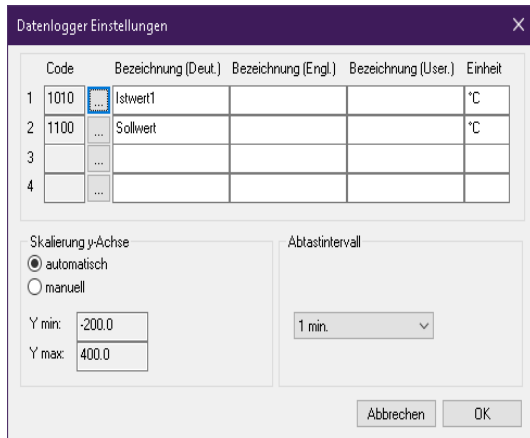 Datenlogger Einstellungen
Code Bezeichnung (Deut.) Bezeichnung (Engl.) Bezeichnung (User.) Einheit
1 1010 ... Istwert1 °C
2 1100 ... Sollwert °C
3 ...
4 ...
Skalierung y-Achse
automatisch
manuell
Y min: -200.0
Y max: 400.0
Abtastintervall
1 min.
Abbrechen OK